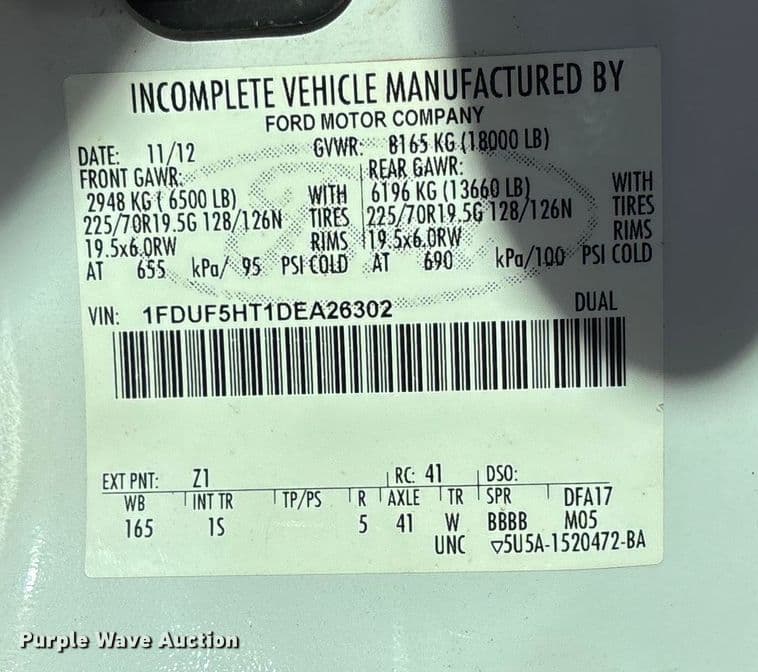 INCOMPLETE VEHICLE MANUFACTURED BY
FORD MOTOR COMPANY
DATE: 11/12 GVWR: 8165 KG (18000 LB)
FRONT GAWR: REAR GAWR:
2948 KG ( 6500 LB) WITH 6196 KG (13660 LB) WITH
225/70R19.5G 128/126N TIRES 225/70R19.5G 128/126N TIRES
19.5x6.0RW RIMS 19.5x6.0RW RIMS
AT 655 kPa/ 95 PSI COLD AT 690 kPa/100 PSI COLD
VIN: 1FDUF5HT1DEA26302 DUAL
EXT PNT: Z1 RC: 41 DSO:
WB INT TR TP/PS R AXLE TR SPR DFA17
165 1S 5 41 W BBBB M05
UNC ▽5U5A-1520472-BA
Purple Wave Auction